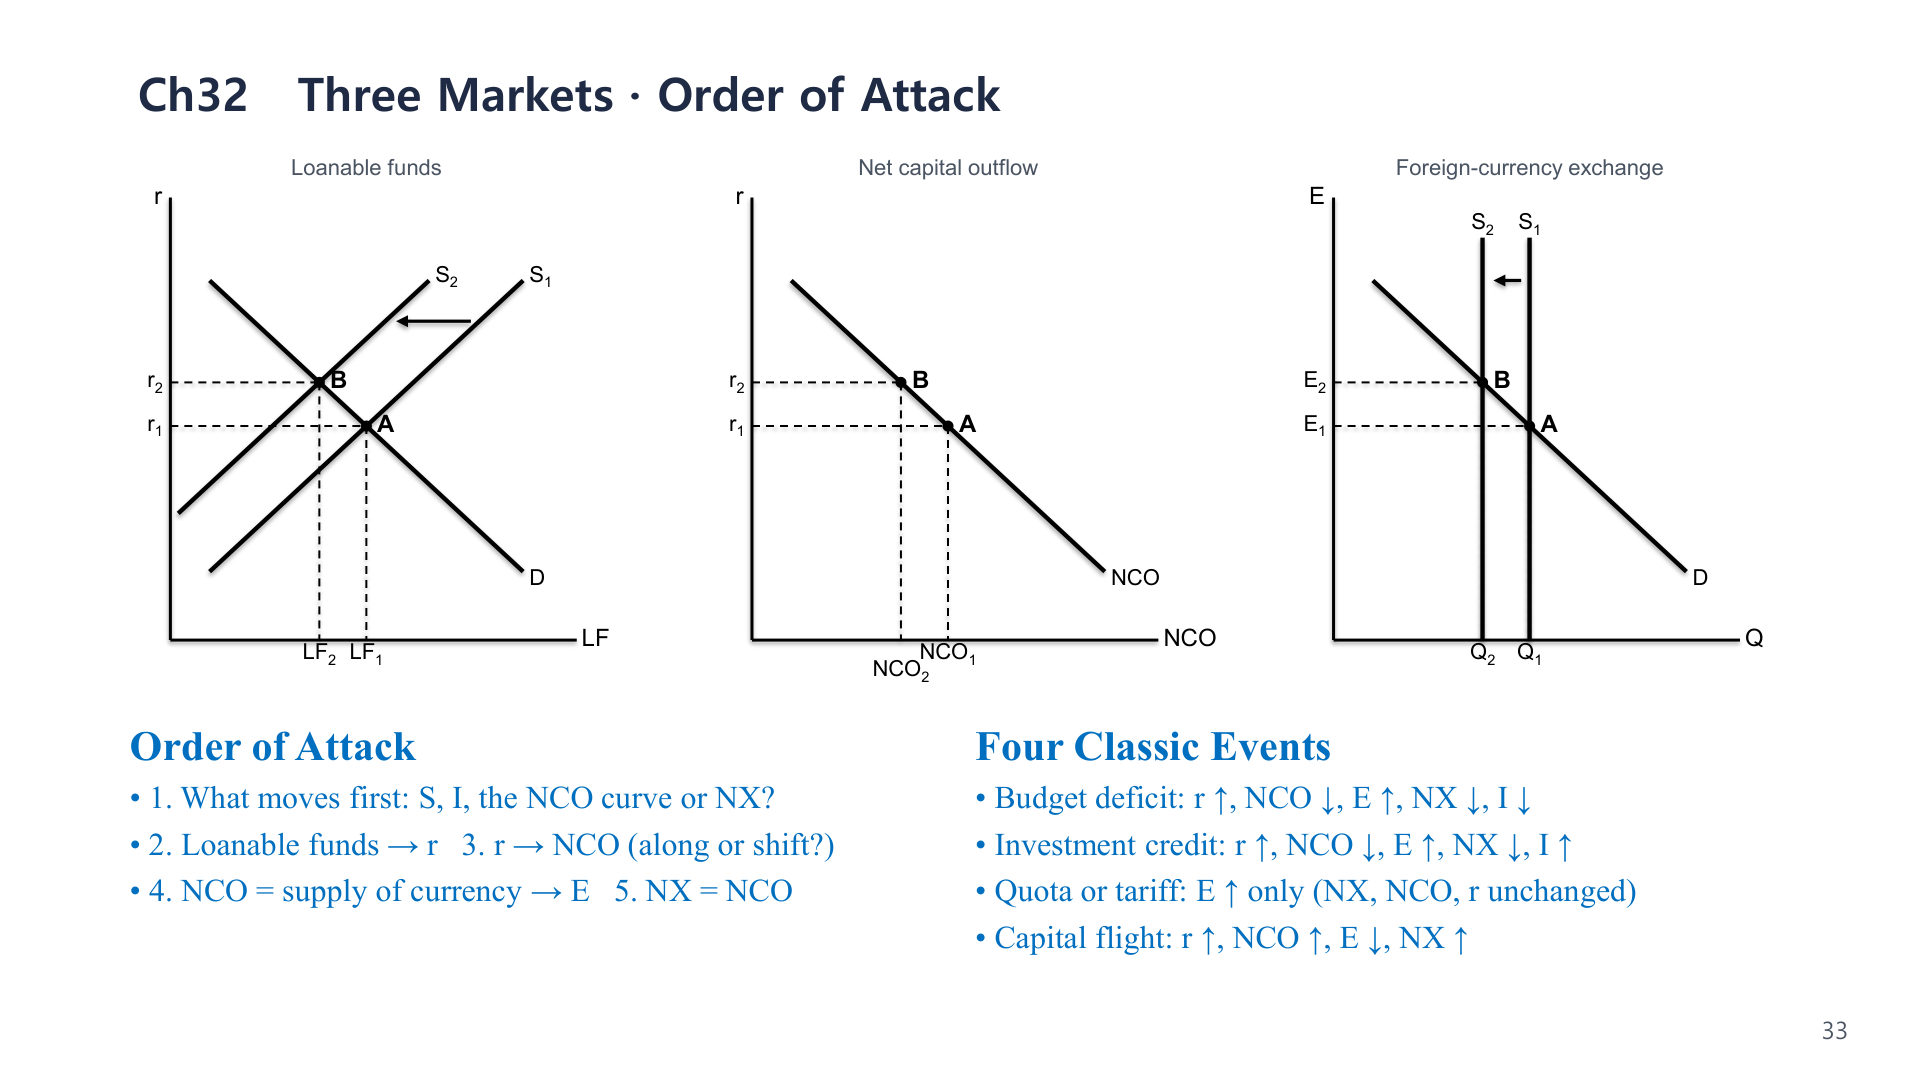 Ch32 Three Markets · Order of Attack
Loanable funds
r
S₂
S₁
r₂
B
r₁
A
D
LF
LF₂ LF₁
Net capital outflow
r
r₂
B
r₁
A
NCO
NCO
NCO₁
NCO₂
Foreign-currency exchange
E
S₂ S₁
E₂
B
E₁
A
D
Q
Q₂ Q₁
Order of Attack
• 1. What moves first: S, I, the NCO curve or NX?
• 2. Loanable funds → r 3. r → NCO (along or shift?)
• 4. NCO = supply of currency → E 5. NX = NCO
Four Classic Events
• Budget deficit: r ↑, NCO ↓, E ↑, NX ↓, I ↓
• Investment credit: r ↑, NCO ↓, E ↑, NX ↓, I ↑
• Quota or tariff: E ↑ only (NX, NCO, r unchanged)
• Capital flight: r ↑, NCO ↑, E ↓, NX ↑
33